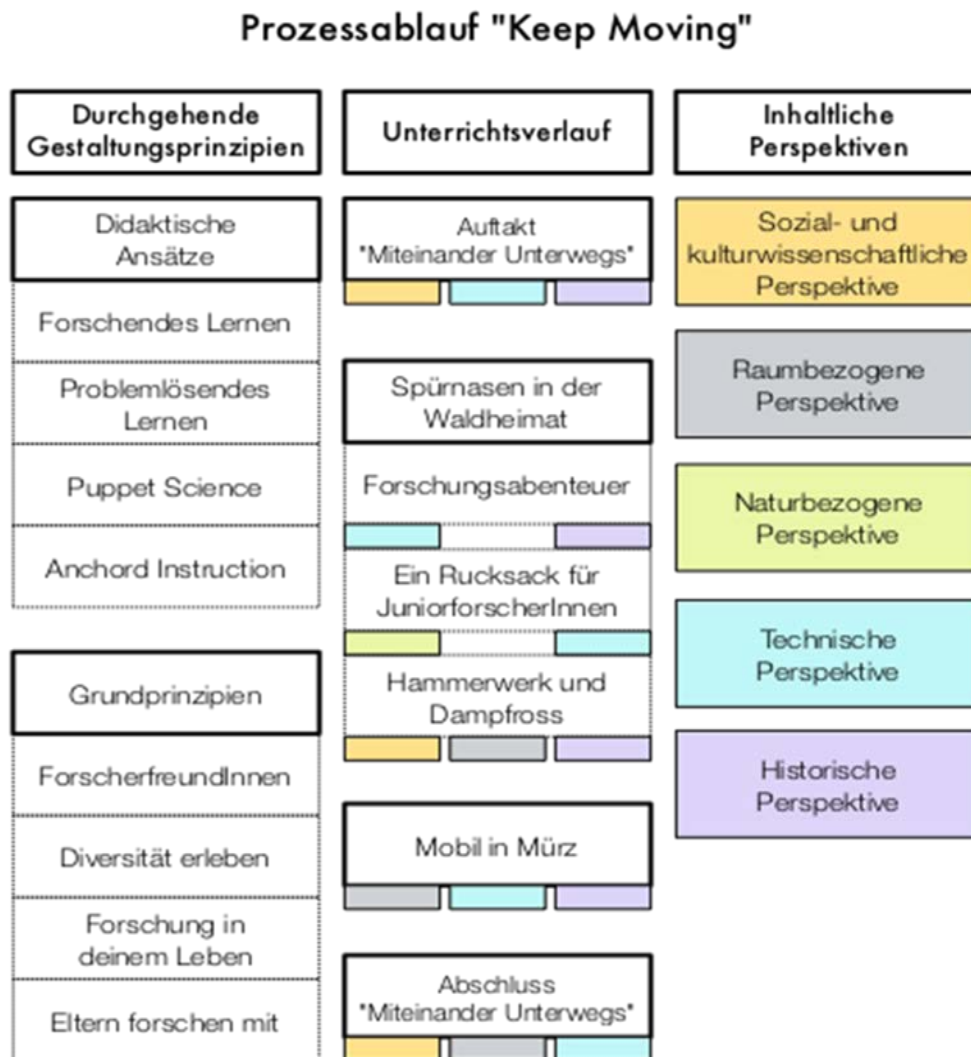 Prozessablauf "Keep Moving"
Durchgehende
Gestaltungsprinzipien
Didaktische
Ansätze
Forschendes Lernen
Problemlösendes
Lernen
Puppet Science
Anchord Instruction
Grundprinzipien
ForscherfreundInnen
Diversität erleben
Forschung in
deinem Leben
Eltern forschen mit
Unterrichtsverlauf
Auftakt
"Miteinander Unterwegs"
Spürnasen in der
Waldheimat
Forschungsabenteuer
Ein Rucksack für
JuniorforscherInnen
Hammerwerk und
Dampfross
Mobil in Mürz
Abschluss
"Miteinander Unterwegs"
Inhaltliche
Perspektiven
Sozial- und
kulturwissenschaftliche
Perspektive
Raumbezogene
Perspektive
Naturbezogene
Perspektive
Technische
Perspektive
Historische
Perspektive